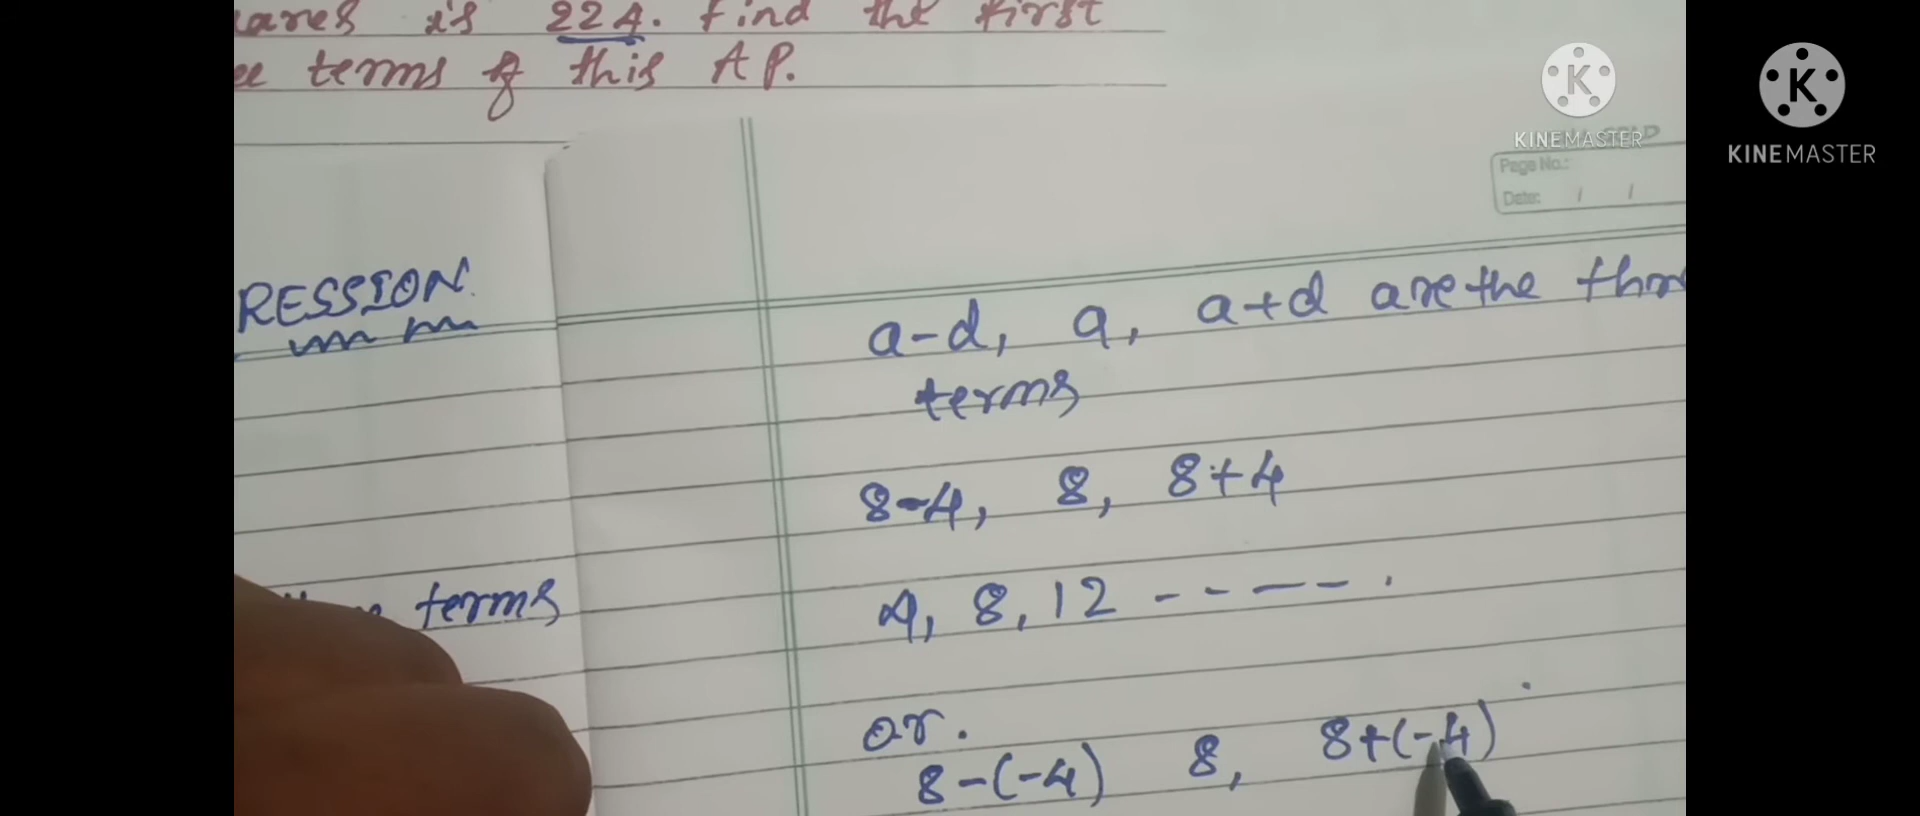 is 224. Find the first
terms of this AP.
KINEMASTER
KINEMASTER
Page No.:
Date: / /
RESSION
a-d, a, a+d are the
terms
8-4, 8, 8+4
terms
4, 8, 12 ------.
or.
8-(-4) 8, 8+(-4)